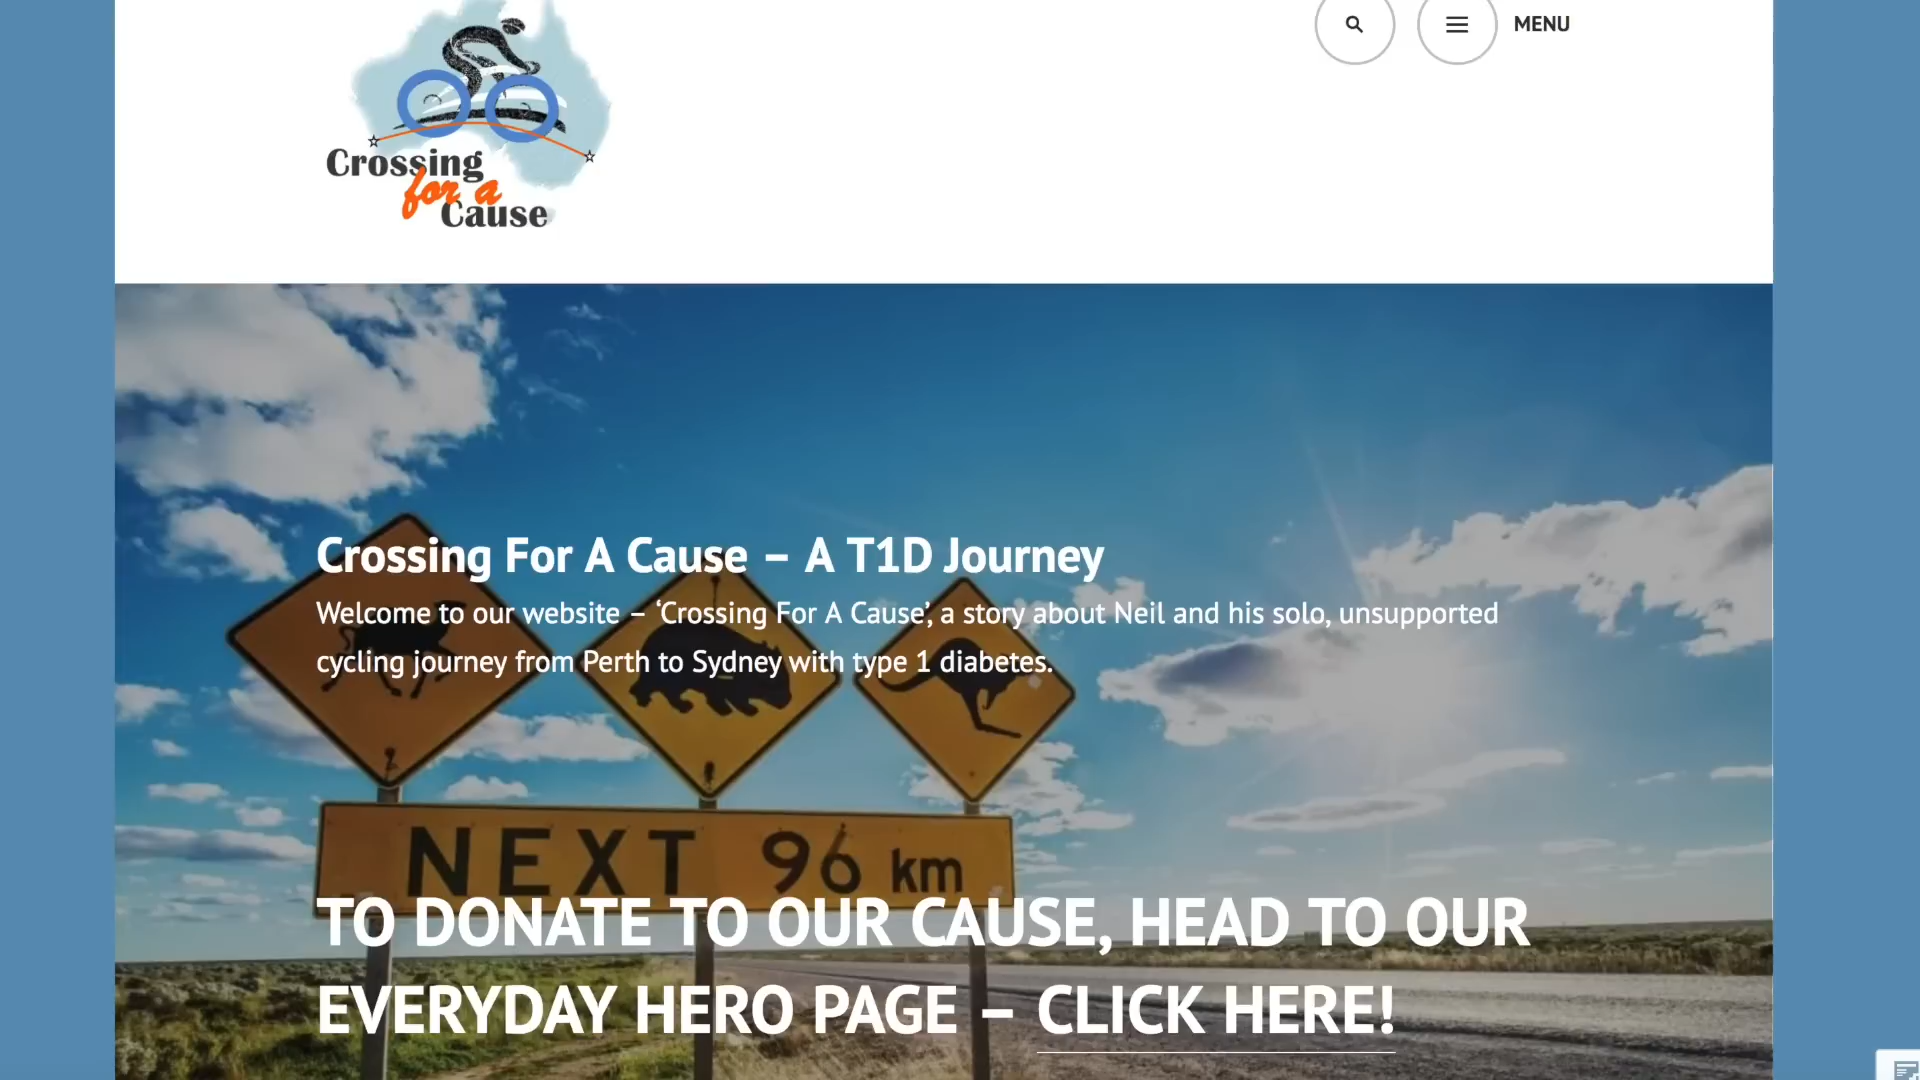 MENU
Crossing
for a
Cause
Crossing For A Cause – A T1D Journey
Welcome to our website – ‘Crossing For A Cause’, a story about Neil and his solo, unsupported
cycling journey from Perth to Sydney with type 1 diabetes.
NEXT 96 km
TO DONATE TO OUR CAUSE, HEAD TO OUR
EVERYDAY HERO PAGE – CLICK HERE!